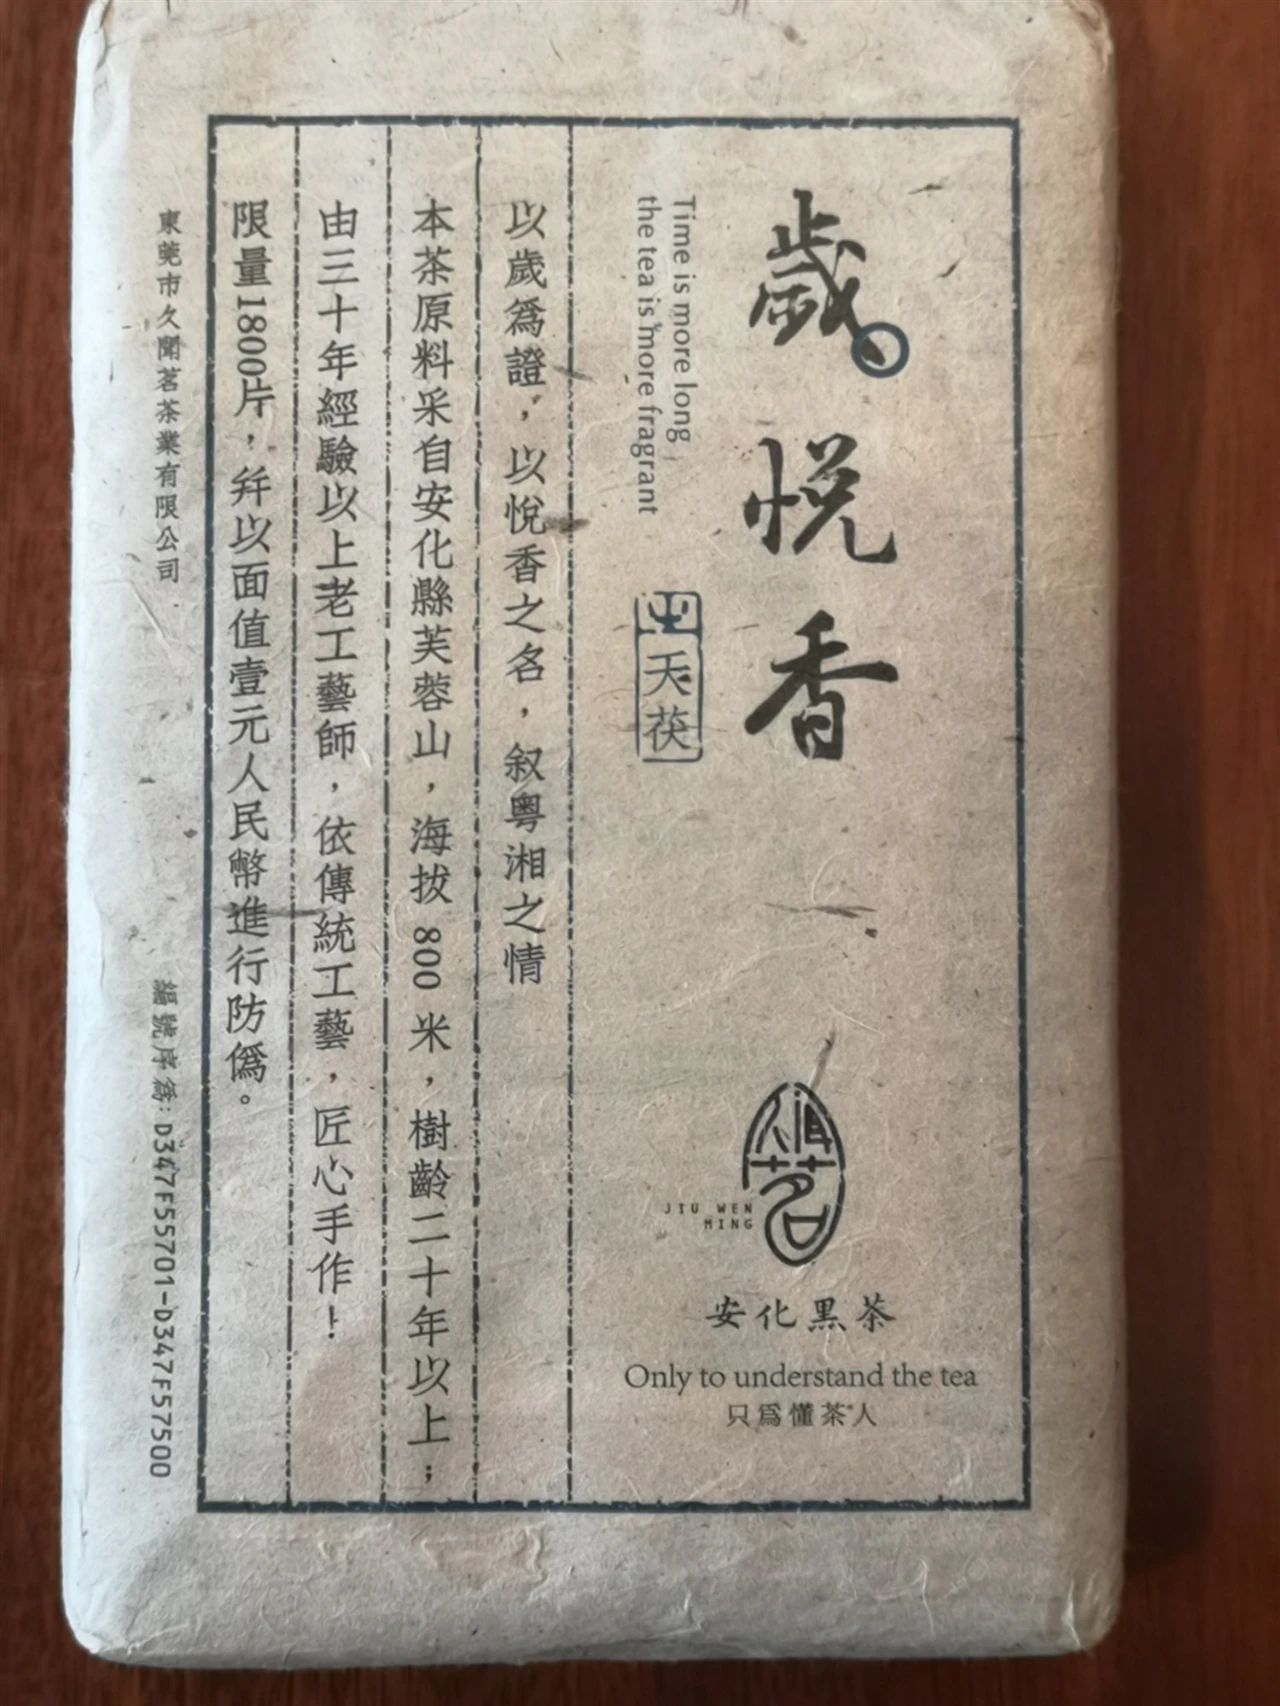 歲悅香
Time is more long
the tea is more fragrant
天茯
茗
JIU WEN
MING
安化黑茶
Only to understand the tea
只爲懂茶人
以歲爲證，以悅香之名，叙粤湘之情
本茶原料采自安化縣芙蓉山，海拔 800 米，樹齡二十年以上；
由三十年經驗以上老工藝師，依傳統工藝，匠心手作！
限量1800片，幷以面值壹元人民幣進行防僞。
東莞市久聞茗茶業有限公司
編號序爲：D347F55701-D347F57500